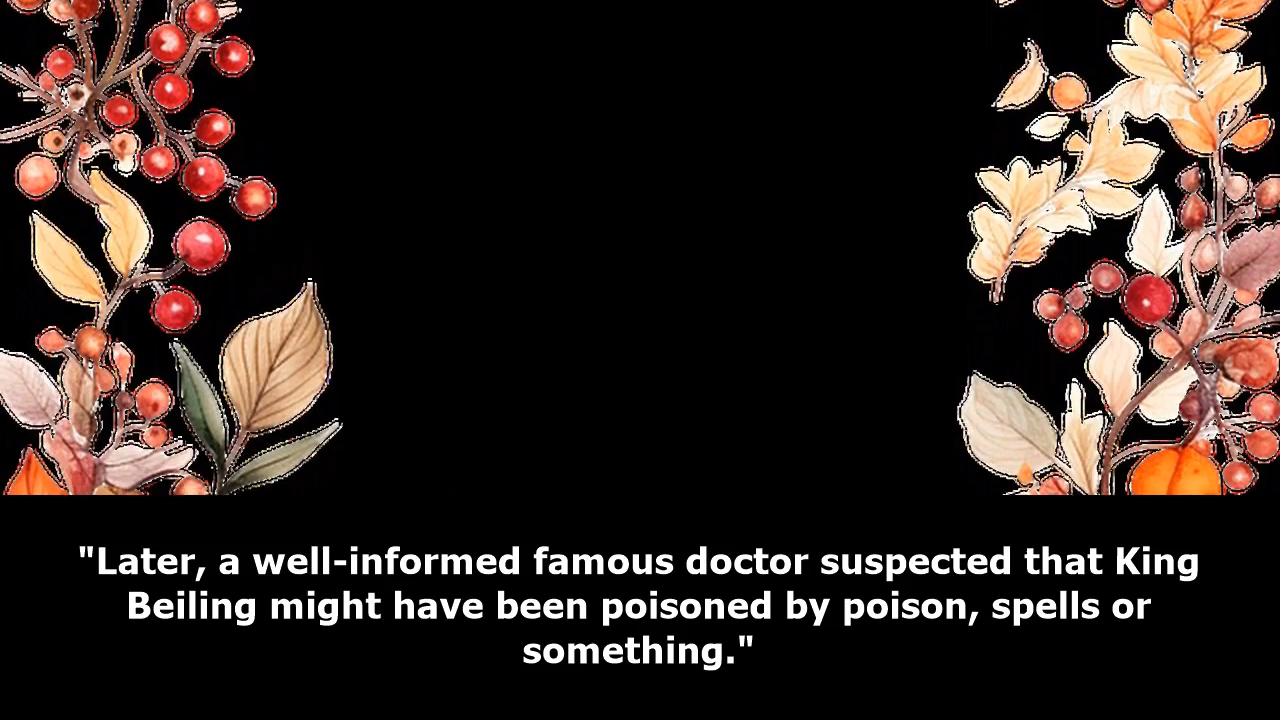 "Later, a well-informed famous doctor suspected that King
Beiling might have been poisoned by poison, spells or
something."